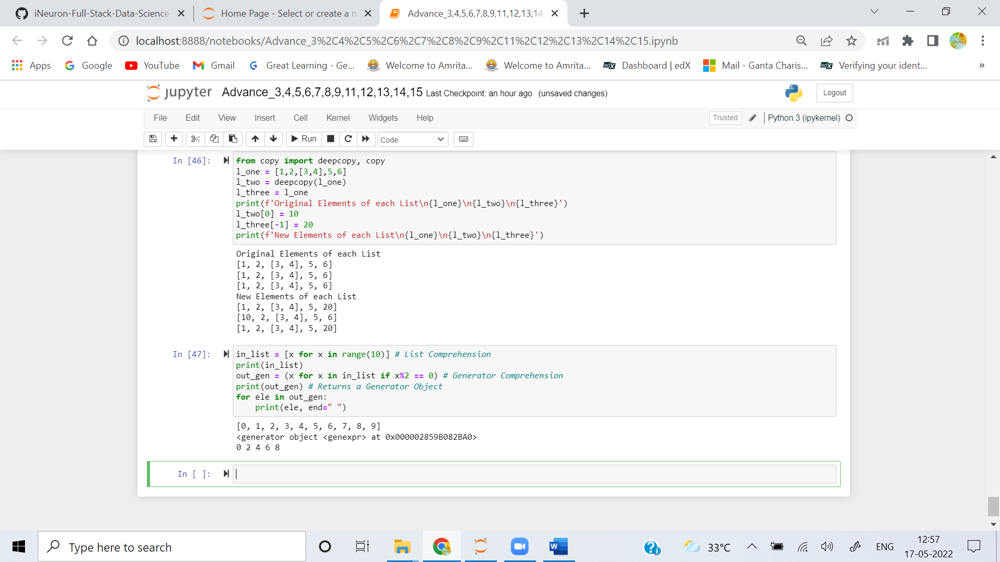 iNeuron-Full-Stack-Data-Science
Home Page - Select or create a n
Advance_3,4,5,6,7,8,9,11,12,13,14
localhost:8888/notebooks/Advance_3%2C4%2C5%2C6%2C7%2C8%2C9%2C11%2C12%2C13%2C14%2C15.ipynb
Apps Google YouTube Gmail Great Learning - Ge... Welcome to Amrita... Welcome to Amrita... edX Dashboard | edX Mail - Ganta Charis... edX Verifying your ident... »
jupyter Advance_3,4,5,6,7,8,9,11,12,13,14,15 Last Checkpoint: an hour ago (unsaved changes) Logout
File Edit View Insert Cell Kernel Widgets Help Trusted Python 3 (ipykernel)
Run Code
In [46]: from copy import deepcopy, copy
l_one = [1,2,[3,4],5,6]
l_two = deepcopy(l_one)
l_three = l_one
print(f'Original Elements of each List\n{l_one}\n{l_two}\n{l_three}')
l_two[0] = 10
l_three[-1] = 20
print(f'New Elements of each List\n{l_one}\n{l_two}\n{l_three}')
Original Elements of each List
[1, 2, [3, 4], 5, 6]
[1, 2, [3, 4], 5, 6]
[1, 2, [3, 4], 5, 6]
New Elements of each List
[1, 2, [3, 4], 5, 20]
[10, 2, [3, 4], 5, 6]
[1, 2, [3, 4], 5, 20]
In [47]: in_list = [x for x in range(10)] # List Comprehension
print(in_list)
out_gen = (x for x in in_list if x%2 == 0) # Generator Comprehension
print(out_gen) # Returns a Generator Object
for ele in out_gen:
    print(ele, end=" ")
[0, 1, 2, 3, 4, 5, 6, 7, 8, 9]
<generator object <genexpr> at 0x000002859B082BA0>
0 2 4 6 8
In [ ]:
Type here to search
33°C
ENG
12:57
17-05-2022